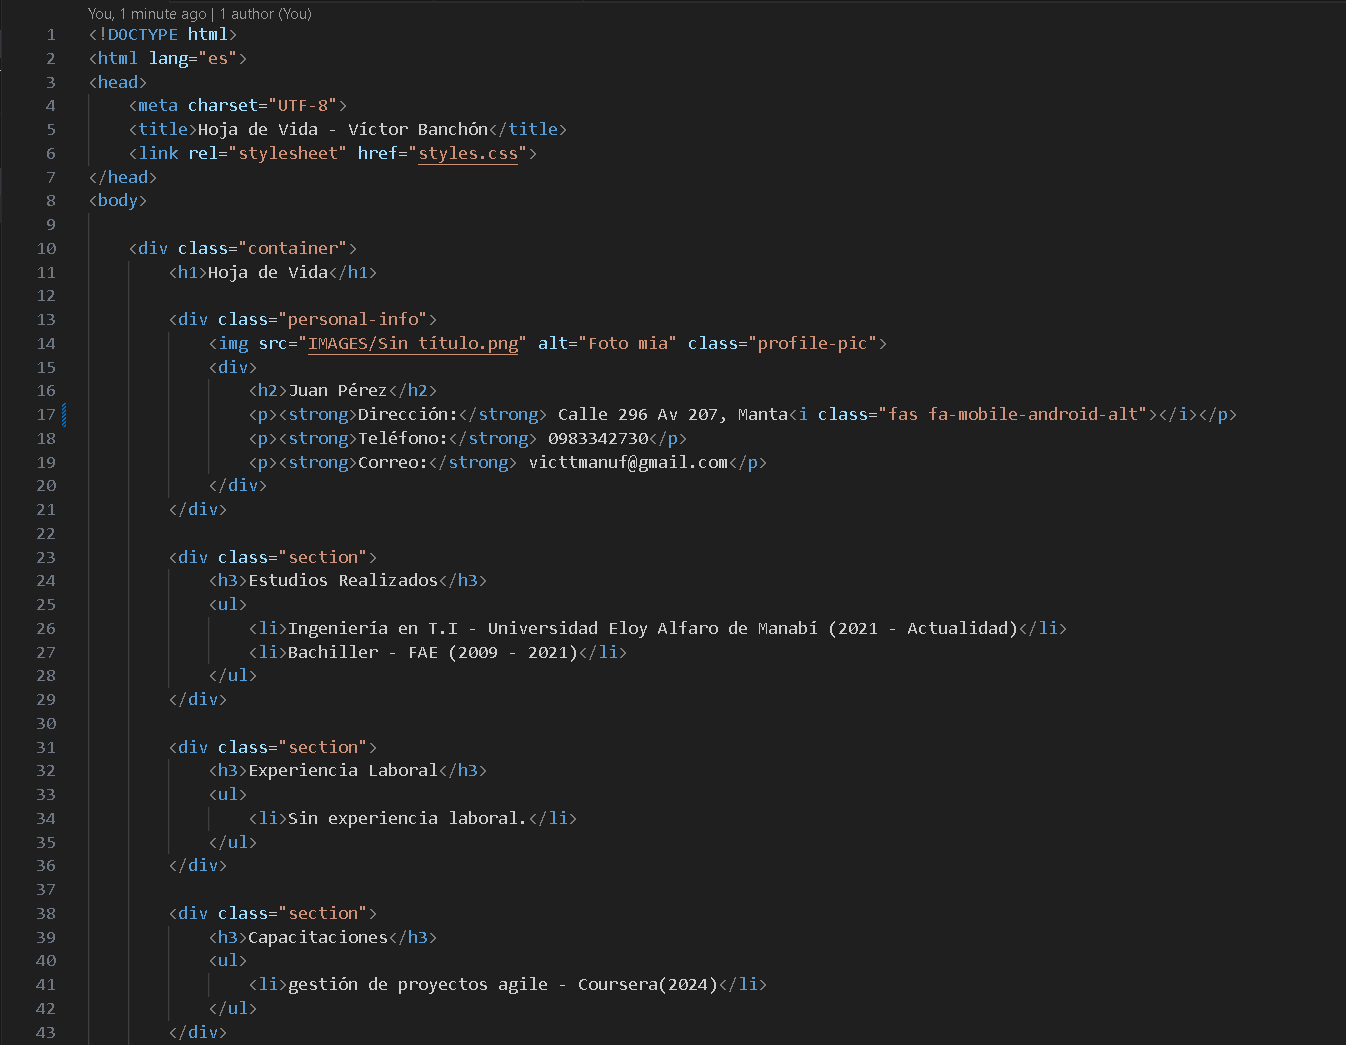 You, 1 minute ago | 1 author (You)
1 <!DOCTYPE html>
2 <html lang="es">
3 <head>
4     <meta charset="UTF-8">
5     <title>Hoja de Vida - Víctor Banchón</title>
6     <link rel="stylesheet" href="styles.css">
7 </head>
8 <body>
9
10     <div class="container">
11         <h1>Hoja de Vida</h1>
12
13         <div class="personal-info">
14             <img src="IMAGES/Sin título.png" alt="Foto mia" class="profile-pic">
15             <div>
16                 <h2>Juan Pérez</h2>
17                 <p><strong>Dirección:</strong> Calle 296 Av 207, Manta<i class="fas fa-mobile-android-alt"></i></p>
18                 <p><strong>Teléfono:</strong> 0983342730</p>
19                 <p><strong>Correo:</strong> victtmanuf@gmail.com</p>
20             </div>
21         </div>
22
23         <div class="section">
24             <h3>Estudios Realizados</h3>
25             <ul>
26                 <li>Ingeniería en T.I - Universidad Eloy Alfaro de Manabí (2021 - Actualidad)</li>
27                 <li>Bachiller - FAE (2009 - 2021)</li>
28             </ul>
29         </div>
30
31         <div class="section">
32             <h3>Experiencia Laboral</h3>
33             <ul>
34                 <li>Sin experiencia laboral.</li>
35             </ul>
36         </div>
37
38         <div class="section">
39             <h3>Capacitaciones</h3>
40             <ul>
41                 <li>gestión de proyectos agile - Coursera(2024)</li>
42             </ul>
43         </div>